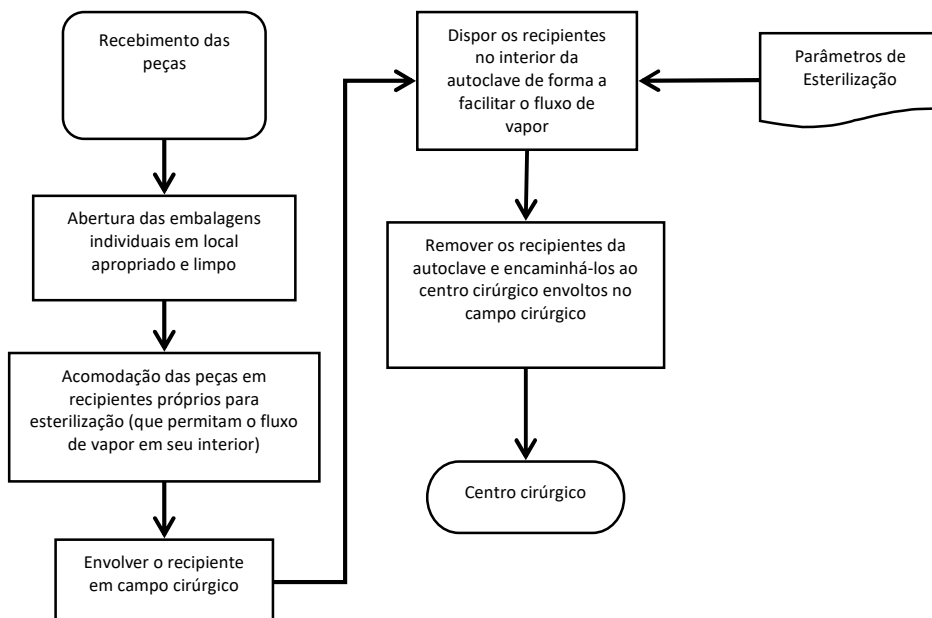 Recebimento das
peças
Abertura das embalagens
individuais em local
apropriado e limpo
Acomodação das peças em
recipientes próprios para
esterilização (que permitam o fluxo
de vapor em seu interior)
Envolver o recipiente
em campo cirúrgico
Dispor os recipientes
no interior da
autoclave de forma a
facilitar o fluxo de
vapor
Parâmetros de
Esterilização
Remover os recipientes da
autoclave e encaminhá-los ao
centro cirúrgico envoltos no
campo cirúrgico
Centro cirúrgico